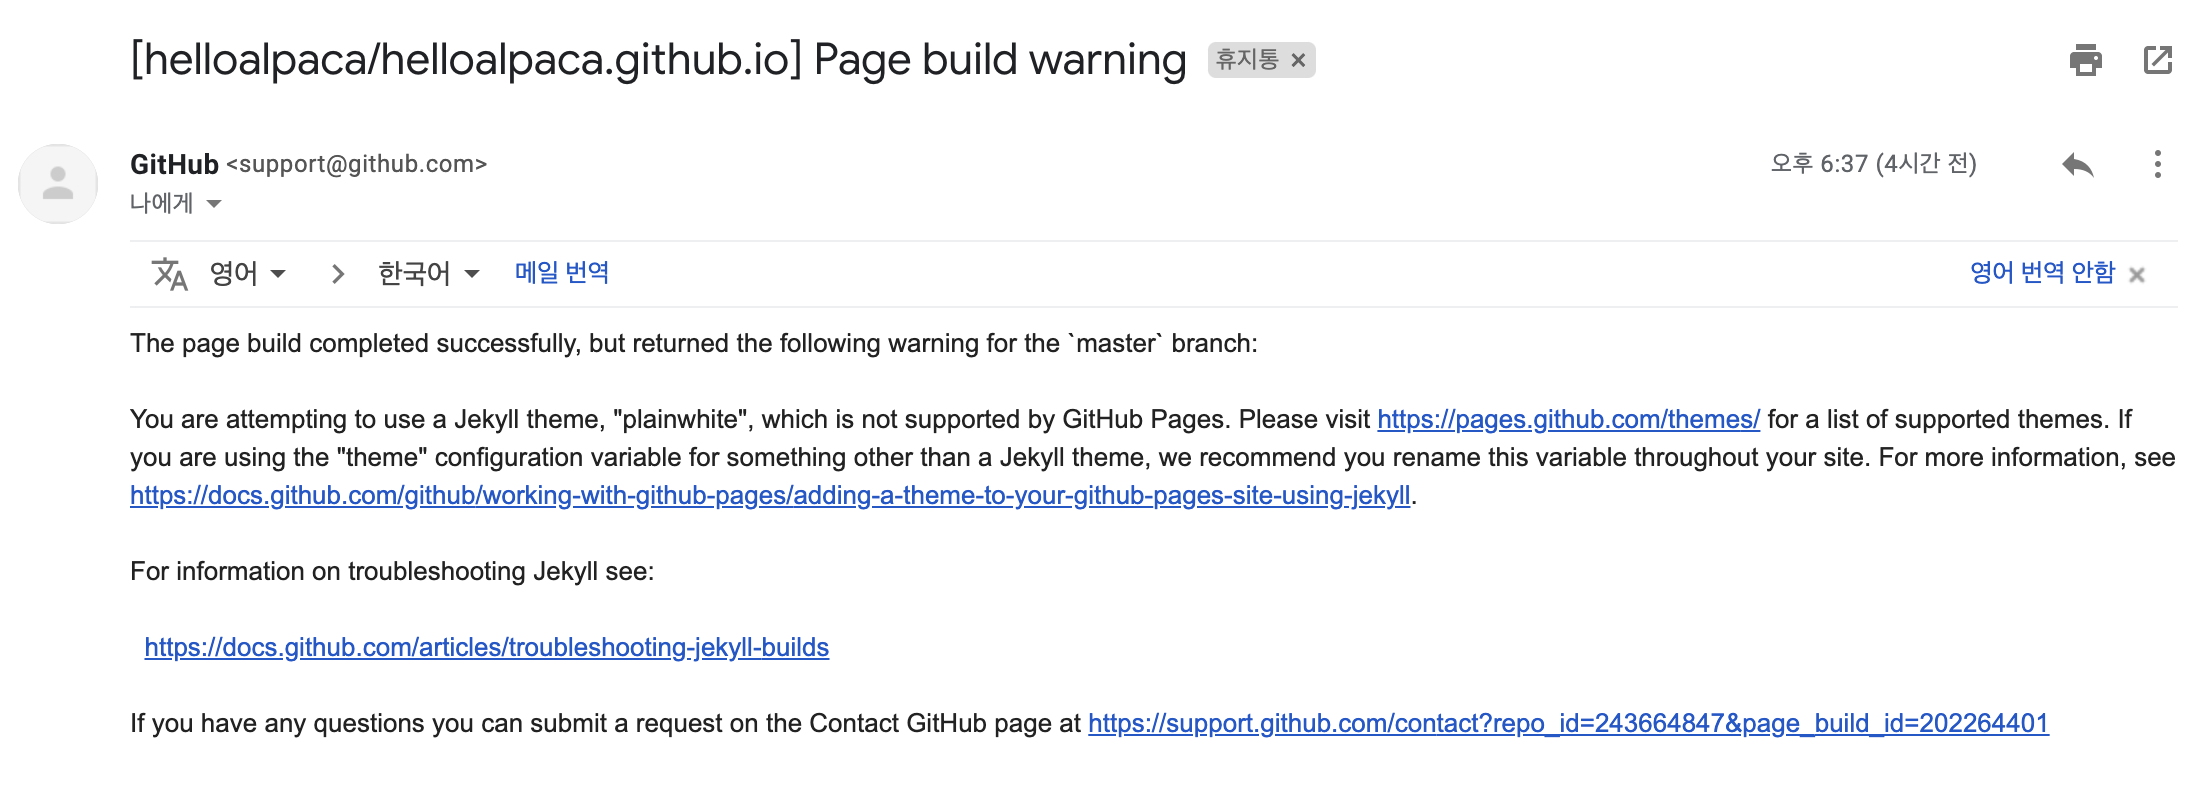 [helloalpaca/helloalpaca.github.io] Page build warning 휴지통 ×
GitHub <support@github.com> 오후 6:37 (4시간 전)
나에게
영어 > 한국어 메일 번역 영어 번역 안함 ×
The page build completed successfully, but returned the following warning for the `master` branch:
You are attempting to use a Jekyll theme, "plainwhite", which is not supported by GitHub Pages. Please visit https://pages.github.com/themes/ for a list of supported themes. If
you are using the "theme" configuration variable for something other than a Jekyll theme, we recommend you rename this variable throughout your site. For more information, see
https://docs.github.com/github/working-with-github-pages/adding-a-theme-to-your-github-pages-site-using-jekyll.
For information on troubleshooting Jekyll see:
https://docs.github.com/articles/troubleshooting-jekyll-builds
If you have any questions you can submit a request on the Contact GitHub page at https://support.github.com/contact?repo_id=243664847&page_build_id=202264401